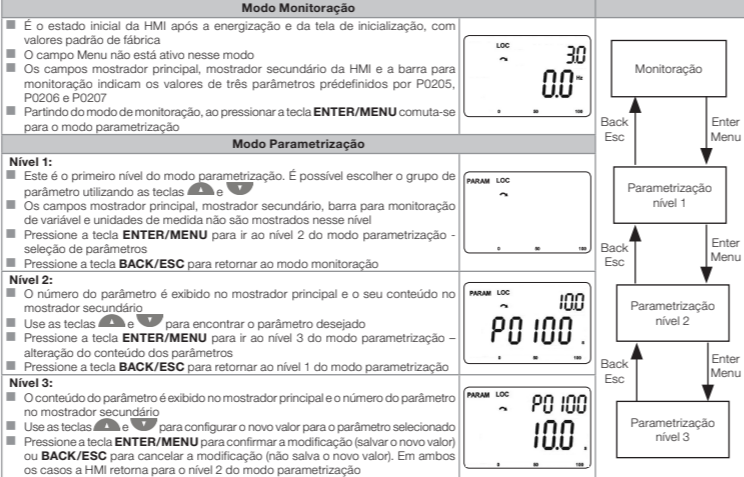 Modo Monitoração
■ É o estado inicial da HMI após a energização e da tela de inicialização, com
valores padrão de fábrica
■ O campo Menu não está ativo nesse modo
■ Os campos mostrador principal, mostrador secundário da HMI e a barra para
monitoração indicam os valores de três parâmetros prédefinidos por P0205,
P0206 e P0207
■ Partindo do modo de monitoração, ao pressionar a tecla ENTER/MENU comuta-se
para o modo parametrização
LOC
3.0
0.0 Hz
0 50 100
Modo Parametrização
Nível 1:
■ Este é o primeiro nível do modo parametrização. É possível escolher o grupo de
parâmetro utilizando as teclas e
■ Os campos mostrador principal, mostrador secundário, barra para monitoração
de variável e unidades de medida não são mostrados nesse nível
■ Pressione a tecla ENTER/MENU para ir ao nível 2 do modo parametrização -
seleção de parâmetros
■ Pressione a tecla BACK/ESC para retornar ao modo monitoração
PARAM LOC
0 50 100
Nível 2:
■ O número do parâmetro é exibido no mostrador principal e o seu conteúdo no
mostrador secundário
■ Use as teclas e para encontrar o parâmetro desejado
■ Pressione a tecla ENTER/MENU para ir ao nível 3 do modo parametrização –
alteração do conteúdo dos parâmetros
■ Pressione a tecla BACK/ESC para retornar ao nível 1 do modo parametrização
PARAM LOC
10.0
P0100 s
0 50 100
Nível 3:
■ O conteúdo do parâmetro é exibido no mostrador principal e o número do parâmetro
no mostrador secundário
■ Use as teclas e para configurar o novo valor para o parâmetro selecionado
■ Pressione a tecla ENTER/MENU para confirmar a modificação (salvar o novo valor)
ou BACK/ESC para cancelar a modificação (não salva o novo valor). Em ambos
os casos a HMI retorna para o nível 2 do modo parametrização
PARAM LOC
P0100
10.0 s
0 50 100
Monitoração
Back
Esc
Enter
Menu
Parametrização
nível 1
Back
Esc
Enter
Menu
Parametrização
nível 2
Back
Esc
Enter
Menu
Parametrização
nível 3